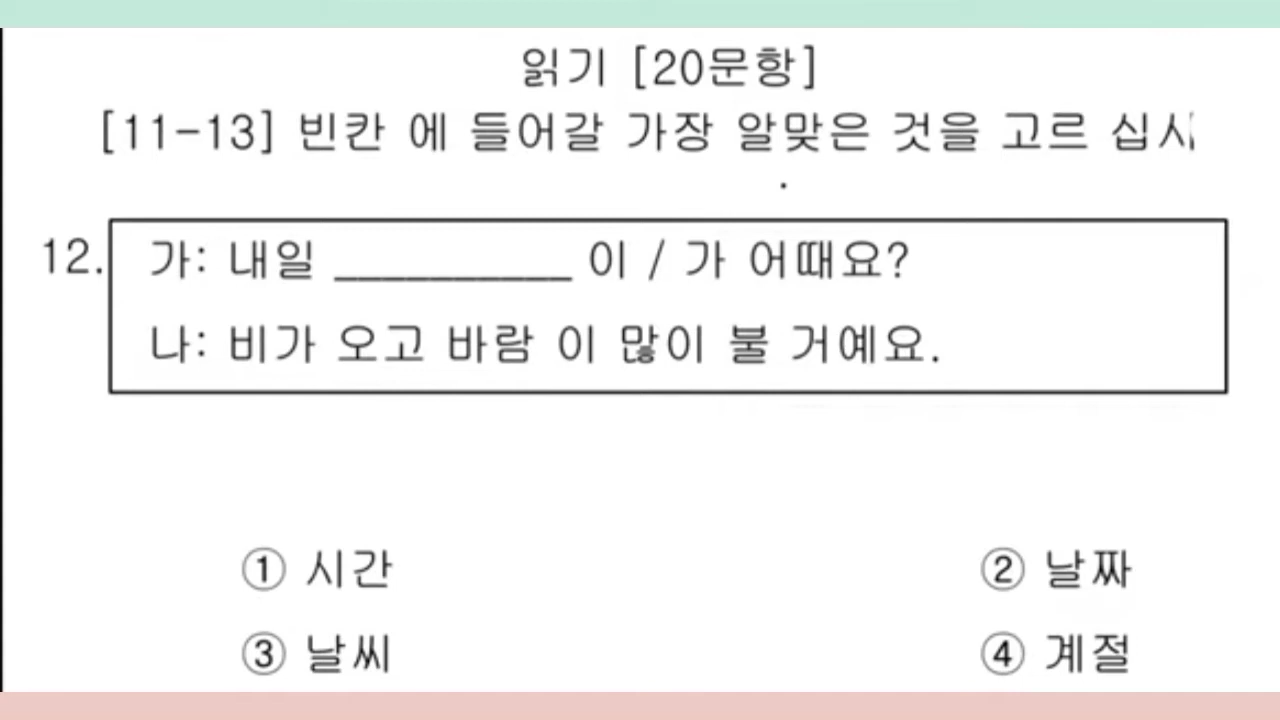 읽기 [20문항]
[11-13] 빈칸 에 들어갈 가장 알맞은 것을 고르 십시
.
12. 가: 내일 __________ 이 / 가 어때요?
나: 비가 오고 바람 이 많이 불 거예요.
① 시간 ② 날짜
③ 날씨 ④ 계절